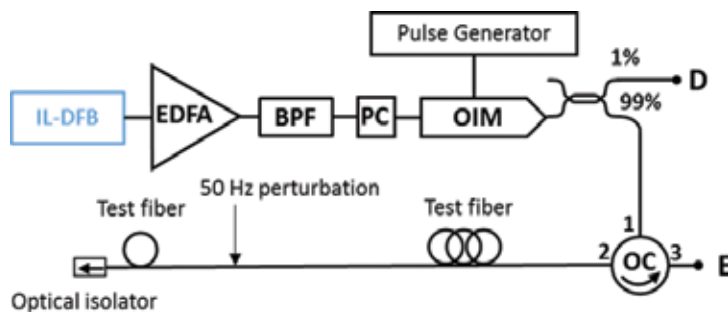 Pulse Generator
1%
D
99%
IL-DFB
EDFA
BPF
PC
OIM
50 Hz perturbation
Test fiber
Test fiber
1
2
OC
3
E
Optical isolator